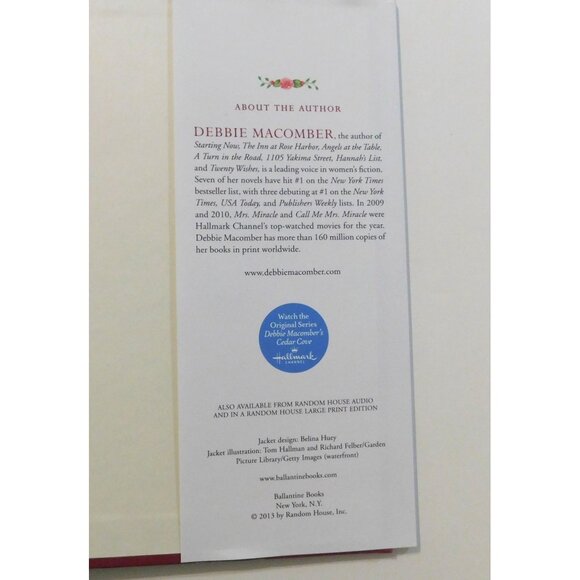 ABOUT THE AUTHOR
DEBBIE MACOMBER, the author of
Starting Now, The Inn at Rose Harbor, Angels at the Table,
A Turn in the Road, 1105 Yakima Street, Hannah's List,
and Twenty Wishes, is a leading voice in women's fiction.
Seven of her novels have hit #1 on the New York Times
bestseller list, with three debuting at #1 on the New York
Times, USA Today, and Publishers Weekly lists. In 2009
and 2010, Mrs. Miracle and Call Me Mrs. Miracle were
Hallmark Channel's top-watched movies for the year.
Debbie Macomber has more than 160 million copies of
her books in print worldwide.
www.debbiemacomber.com
Watch the
Original Series
Debbie Macomber's
Cedar Cove
Hallmark
CHANNEL
ALSO AVAILABLE FROM RANDOM HOUSE AUDIO
AND IN A RANDOM HOUSE LARGE PRINT EDITION
Jacket design: Belina Huey
Jacket illustration: Tom Hallman and Richard Felber/Garden
Picture Library/Getty Images (waterfront)
www.ballantinebooks.com
Ballantine Books
New York, N.Y.
© 2013 by Random House, Inc.